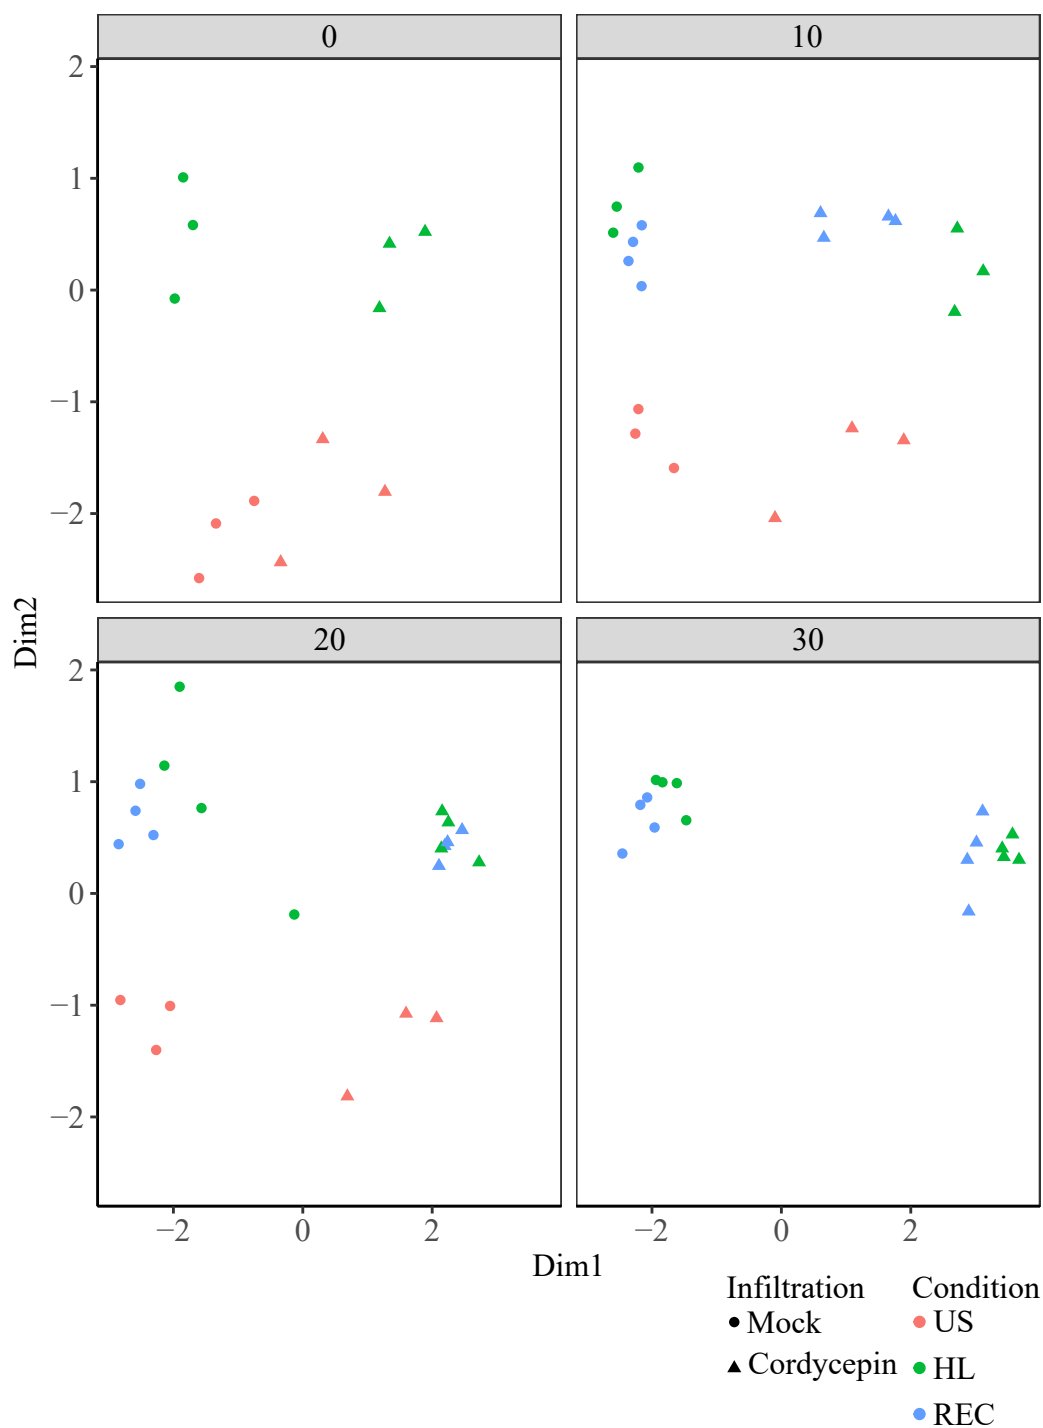 0 10
2
1
0
−1
−2
20 30
2
1
0
−1
−2
−2 0 2 −2 0 2
Dim2
Dim1
Infiltration
Mock
Cordycepin
Condition
US
HL
REC